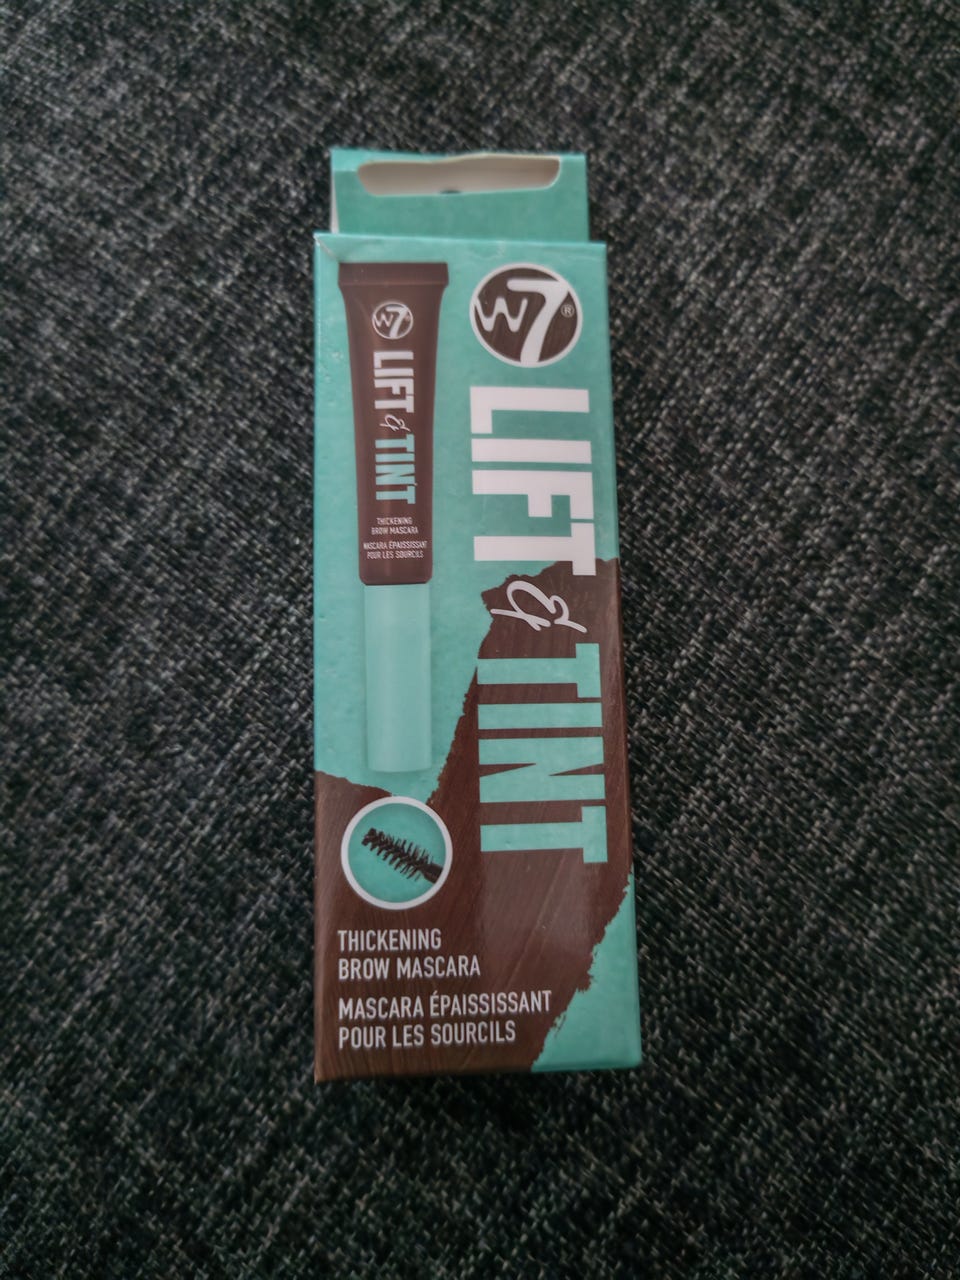 W7
LIFT & TINT
THICKENING
BROW MASCARA
MASCARA ÉPAISSISSANT
POUR LES SOURCILS
W7®
LIFT & TINT
THICKENING
BROW MASCARA
MASCARA ÉPAISSISSANT
POUR LES SOURCILS